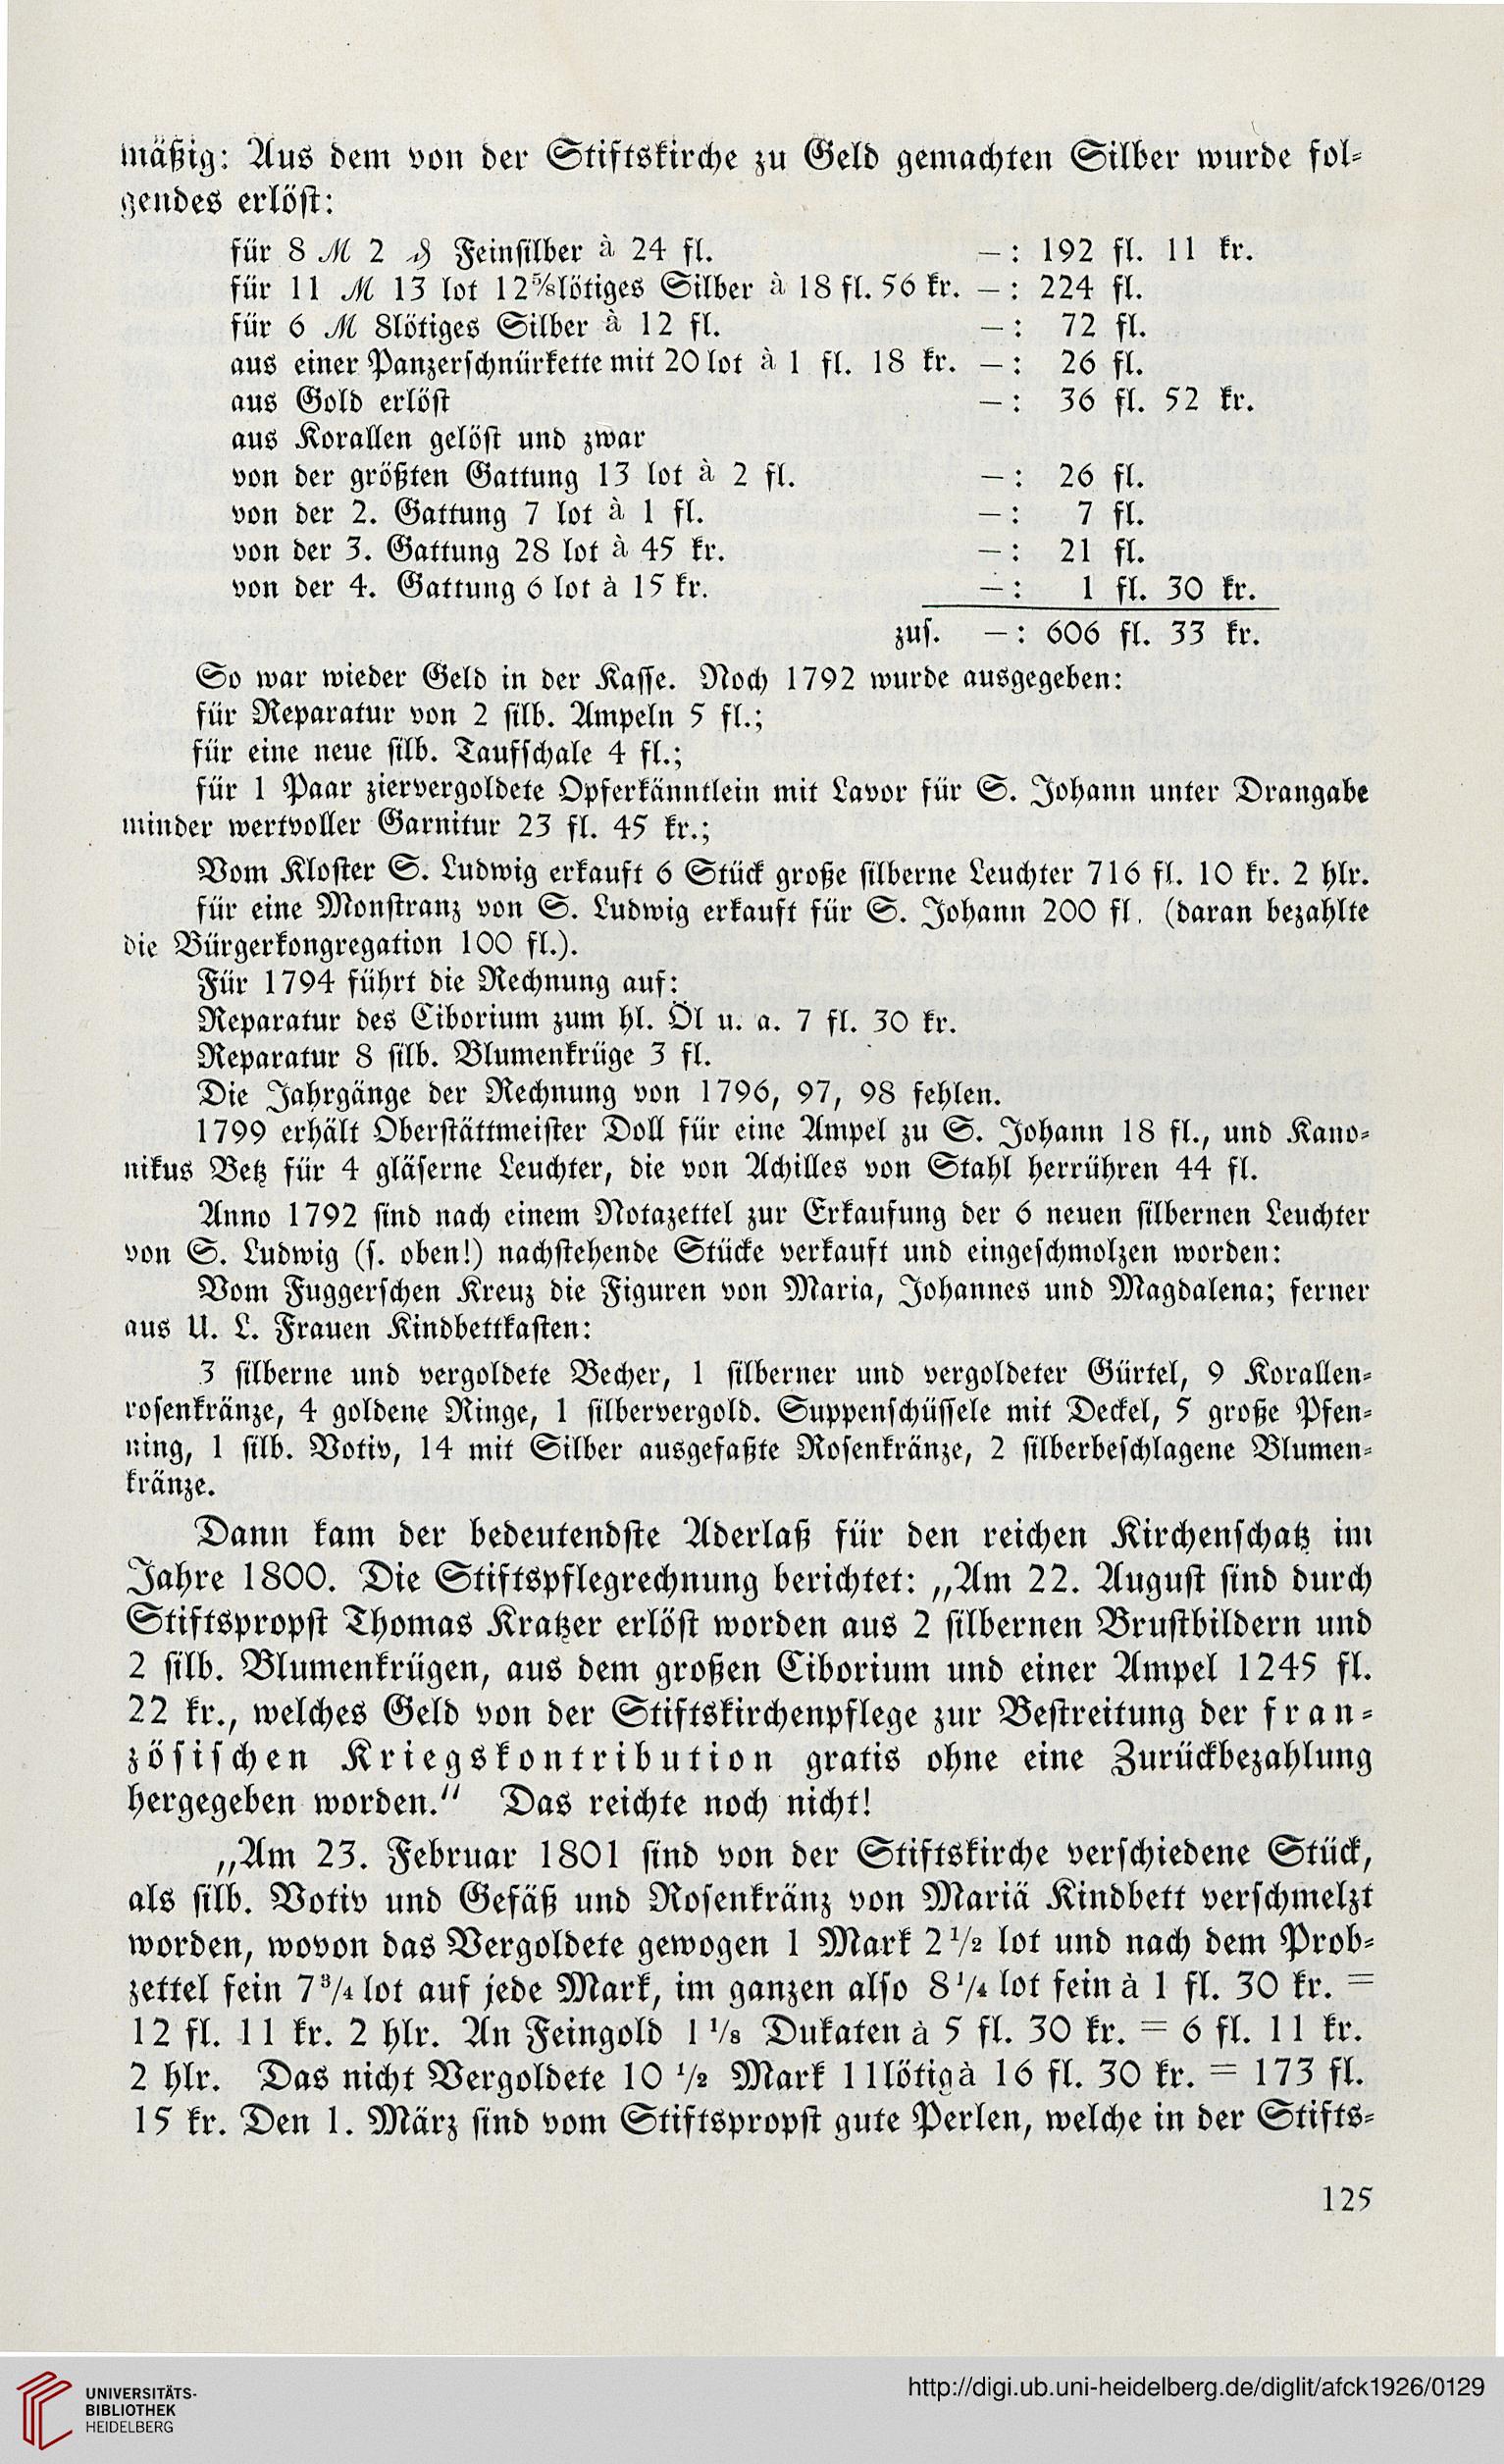 mäßig: Aus dem von der Stiftskirche zu Geld gemachten Silber wurde fol-
gendes erlöst:
für 8 ℳ 2 ₰ Feinsilber à 24 fl. —: 192 fl. 11 kr.
für 11 ℳ 13 lot 12⅝lötiges Silber à 18 fl. 56 kr. —: 224 fl.
für 6 ℳ 8lötiges Silber à 12 fl. —: 72 fl.
aus einer Panzerschnürkette mit 20 lot à 1 fl. 18 kr. —: 26 fl.
aus Gold erlöst —: 36 fl. 52 kr.
aus Korallen gelöst und zwar
von der größten Gattung 13 lot à 2 fl. —: 26 fl.
von der 2. Gattung 7 lot à 1 fl. —: 7 fl.
von der 3. Gattung 28 lot à 45 kr. —: 21 fl.
von der 4. Gattung 6 lot à 15 kr. —: 1 fl. 30 kr.
zus. —: 606 fl. 33 kr.
So war wieder Geld in der Kasse. Noch 1792 wurde ausgegeben:
für Reparatur von 2 silb. Ampeln 5 fl.;
für eine neue silb. Taufschale 4 fl.;
für 1 Paar ziervergoldete Opferkänntlein mit Lavor für S. Johann unter Drangabe
minder wertvoller Garnitur 23 fl. 45 kr.;
Vom Kloster S. Ludwig erkauft 6 Stück große silberne Leuchter 716 fl. 10 kr. 2 hlr.
für eine Monstranz von S. Ludwig erkauft für S. Johann 200 fl. (daran bezahlte
die Bürgerkongregation 100 fl.).
Für 1794 führt die Rechnung auf:
Reparatur des Ciborium zum hl. Öl u. a. 7 fl. 30 kr.
Reparatur 8 silb. Blumenkrüge 3 fl.
Die Jahrgänge der Rechnung von 1796, 97, 98 fehlen.
1799 erhält Oberstättmeister Doll für eine Ampel zu S. Johann 18 fl., und Kano-
nikus Betz für 4 gläserne Leuchter, die von Achilles von Stahl herrühren 44 fl.
Anno 1792 sind nach einem Notazettel zur Erkaufung der 6 neuen silbernen Leuchter
von S. Ludwig (s. oben!) nachstehende Stücke verkauft und eingeschmolzen worden:
Vom Fuggerschen Kreuz die Figuren von Maria, Johannes und Magdalena; ferner
aus U. L. Frauen Kindbettkasten:
3 silberne und vergoldete Becher, 1 silberner und vergoldeter Gürtel, 9 Korallen-
rosenkränze, 4 goldene Ringe, 1 silbervergold. Suppenschüssele mit Deckel, 5 große Pfen-
ning, 1 silb. Votiv, 14 mit Silber ausgefaßte Rosenkränze, 2 silberbeschlagene Blumen-
kränze.
Dann kam der bedeutendste Aderlaß für den reichen Kirchenschatz im
Jahre 1800. Die Stiftspflegrechnung berichtet: „Am 22. August sind durch
Stiftspropst Thomas Kratzer erlöst worden aus 2 silbernen Brustbildern und
2 silb. Blumenkrügen, aus dem großen Ciborium und einer Ampel 1245 fl.
22 kr., welches Geld von der Stiftskirchenpflege zur Bestreitung der fran-
zösischen Kriegskontribution gratis ohne eine Zurückbezahlung
hergegeben worden." Das reichte noch nicht!
„Am 23. Februar 1801 sind von der Stiftskirche verschiedene Stück,
als silb. Votiv und Gefäß und Rosenkränz von Mariä Kindbett verschmelzt
worden, wovon das Vergoldete gewogen 1 Mark 2½ lot und nach dem Prob-
zettel fein 7¾ lot auf jede Mark, im ganzen also 8¼ lot fein à 1 fl. 30 kr. =
12 fl. 11 kr. 2 hlr. An Feingold 1⅛ Dukaten à 5 fl. 30 kr. = 6 fl. 11 kr.
2 hlr. Das nicht Vergoldete 10½ Mark 11lötig à 16 fl. 30 kr. = 173 fl.
15 kr. Den 1. März sind vom Stiftspropst gute Perlen, welche in der Stifts-
125
UNIVERSITÄTS-
BIBLIOTHEK
HEIDELBERG
http://digi.ub.uni-heidelberg.de/diglit/afck1926/0129